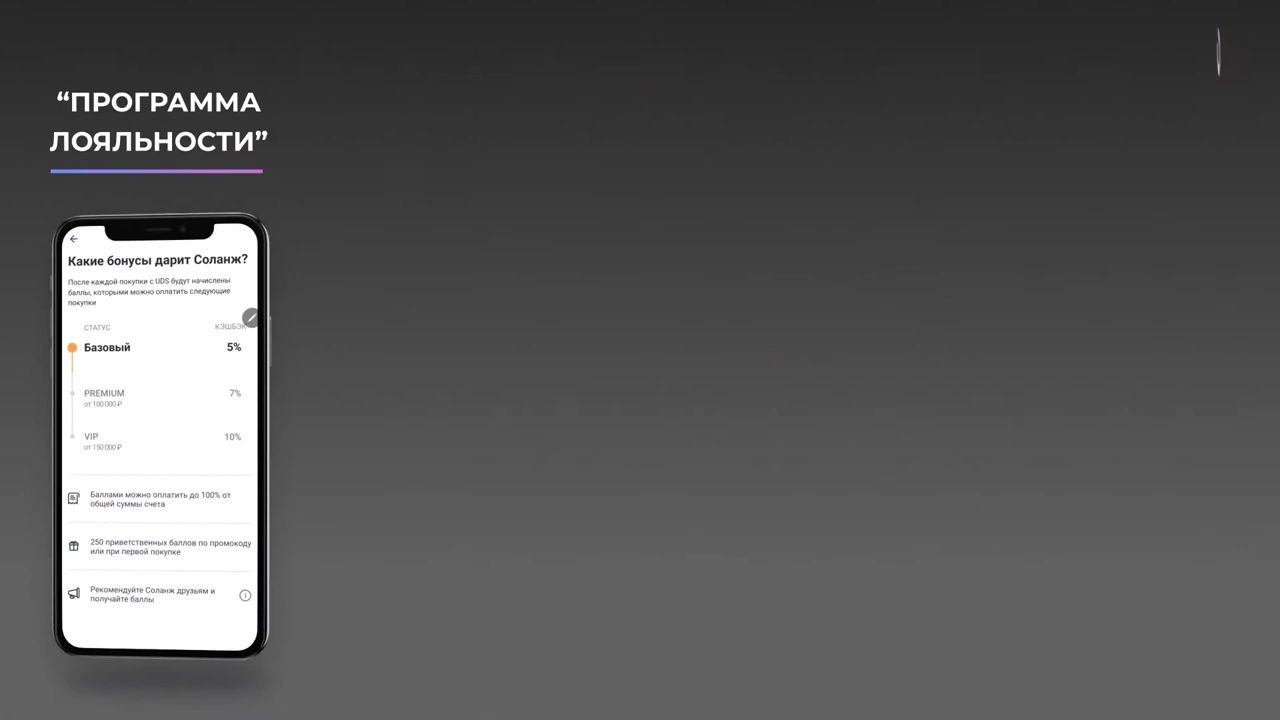 “ПРОГРАММА
ЛОЯЛЬНОСТИ”
Какие бонусы дарит Соланж?
После каждой покупки с UDS будут начислены
баллы, которыми можно оплатить следующие
покупки
СТАТУС КЭШБЭК
Базовый 5%
PREMIUM 7%
от 100 000 ₽
VIP 10%
от 150 000 ₽
Баллами можно оплатить до 100% от
общей суммы счета
250 приветственных баллов по промокоду
или при первой покупке
Рекомендуйте Соланж друзьям и
получайте баллы